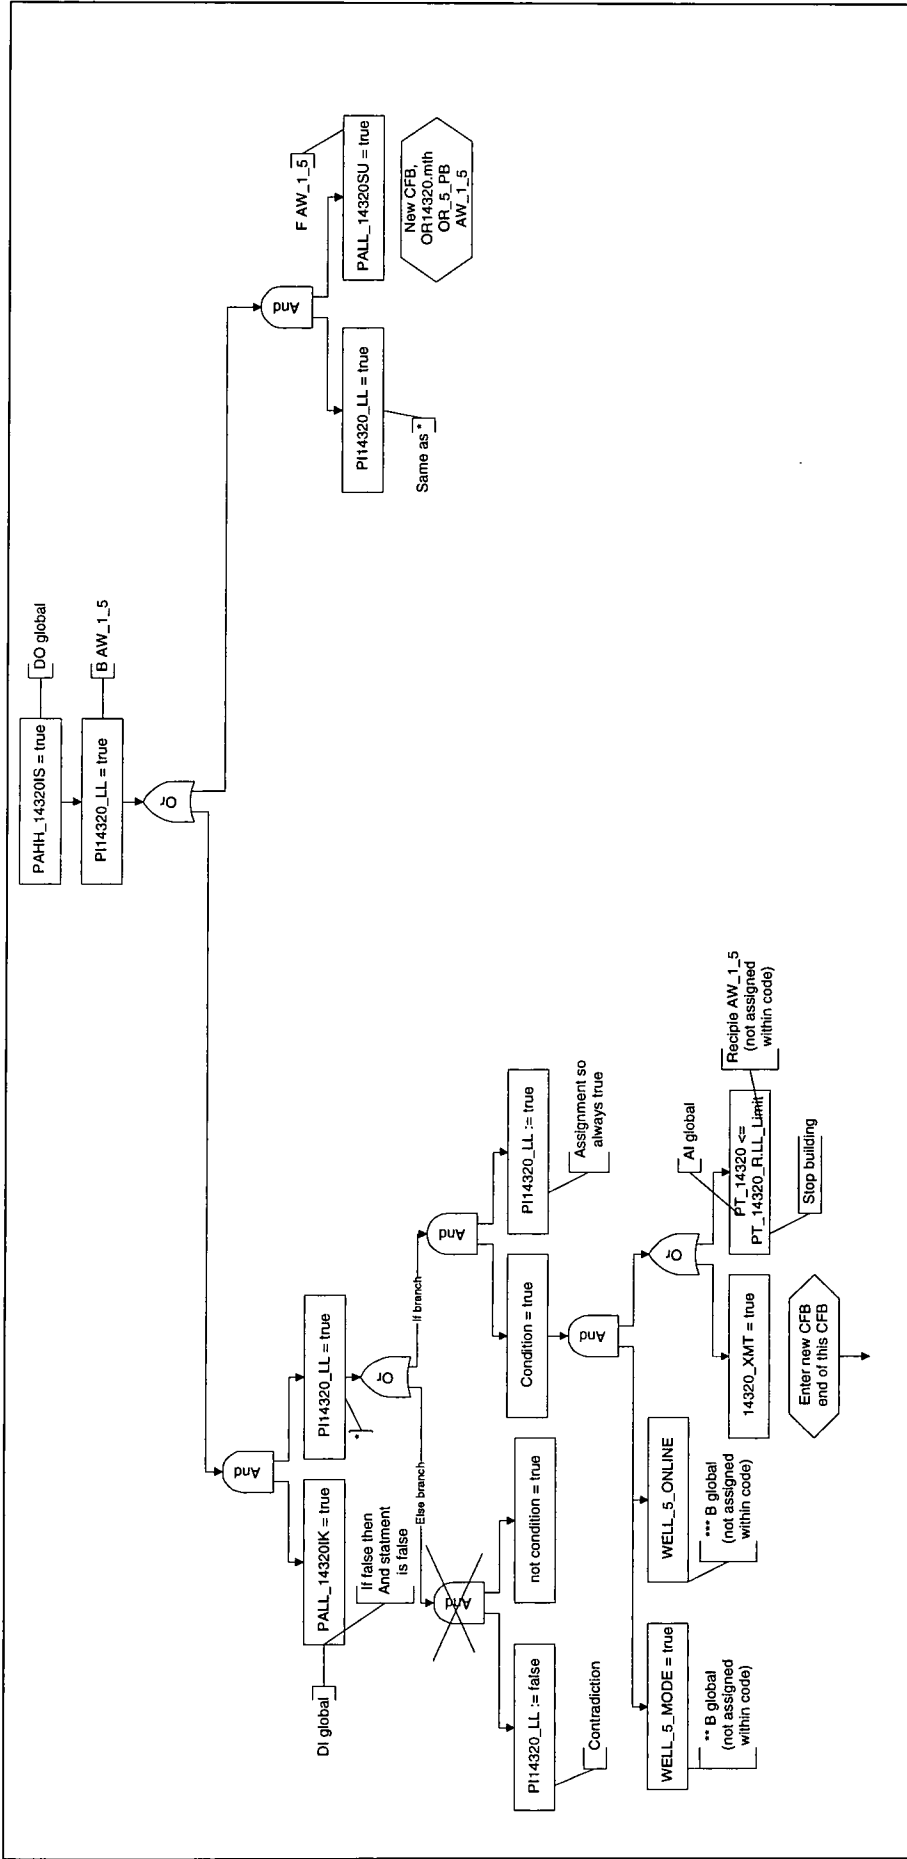 PAHH_14320IS = true
DO global
PI14320_LL = true
B AW_1_5
Or
And
PALL_14320IK = true
DI global
If false then
And statment
is false
PI14320_LL = true
*
Or
Else branch
If branch
And
PI14320_LL := false
Contradiction
not condition = true
And
Condition = true
PI14320_LL := true
Assignment so
always true
And
WELL_5_MODE = true
** B global
(not assigned
within code)
WELL_5_ONLINE
*** B global
(not assigned
within code)
Or
14320_XMT = true
Enter new CFB
end of this CFB
AI global
PT_14320 <=
PT_14320_R.LL_Limit
Recipie AW_1_5
(not assigned
within code)
Stop building
And
PI14320_LL = true
Same as *
F AW_1_5
PALL_14320SU = true
New CFB,
OR14320.mth
OR_5_PB
AW_1_5